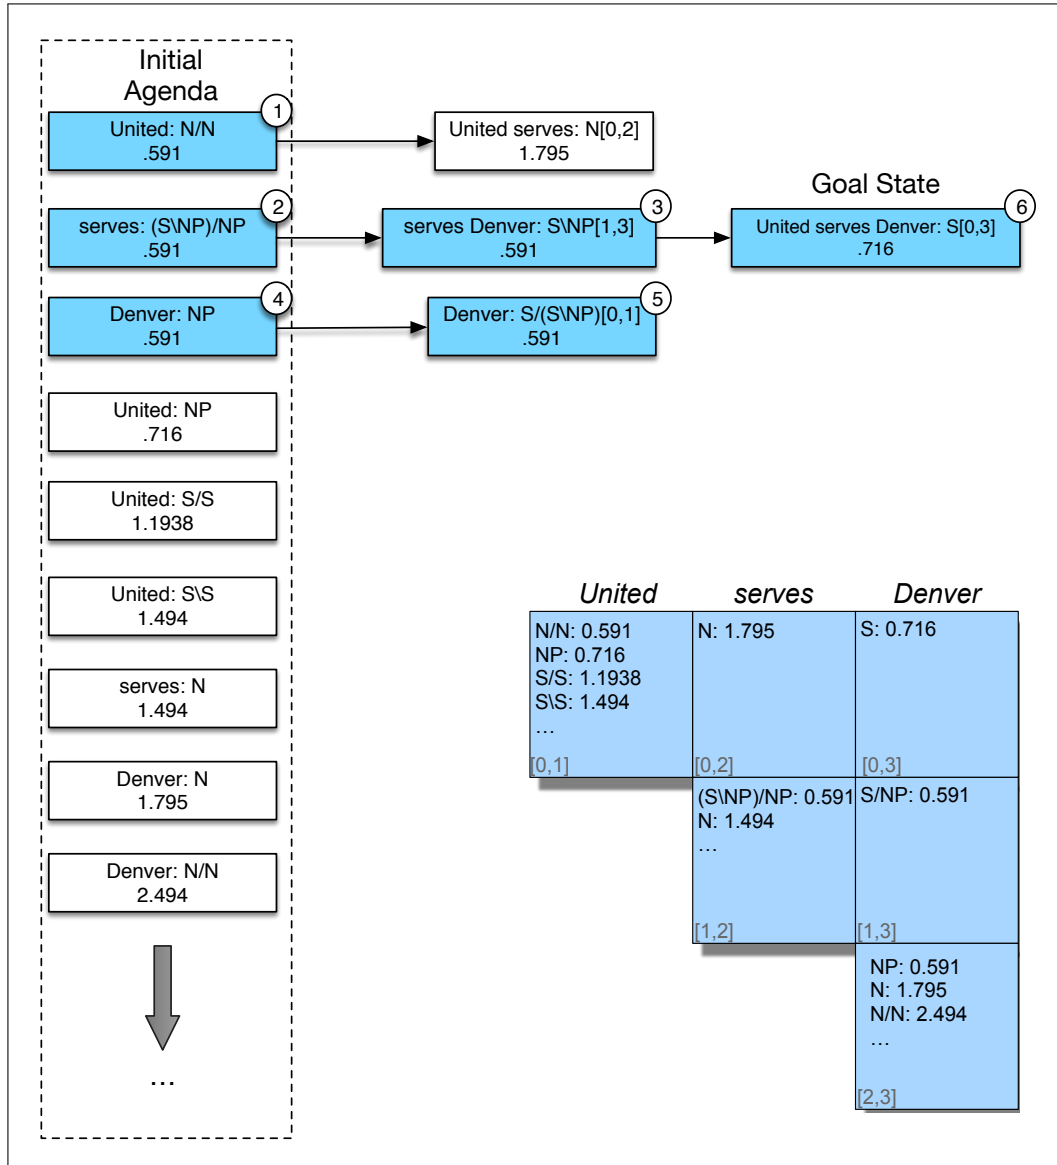 Initial
Agenda
1
United: N/N
.591
United serves: N[0,2]
1.795
Goal State
2
serves: (S\NP)/NP
.591
3
serves Denver: S\NP[1,3]
.591
6
United serves Denver: S[0,3]
.716
4
Denver: NP
.591
5
Denver: S/(S\NP)[0,1]
.591
United: NP
.716
United: S/S
1.1938
United: S\S
1.494
serves: N
1.494
Denver: N
1.795
Denver: N/N
2.494
...
United serves Denver
N/N: 0.591
NP: 0.716
S/S: 1.1938
S\S: 1.494
...
[0,1]
N: 1.795
[0,2]
S: 0.716
[0,3]
(S\NP)/NP: 0.591
N: 1.494
...
[1,2]
S/NP: 0.591
[1,3]
NP: 0.591
N: 1.795
N/N: 2.494
...
[2,3]